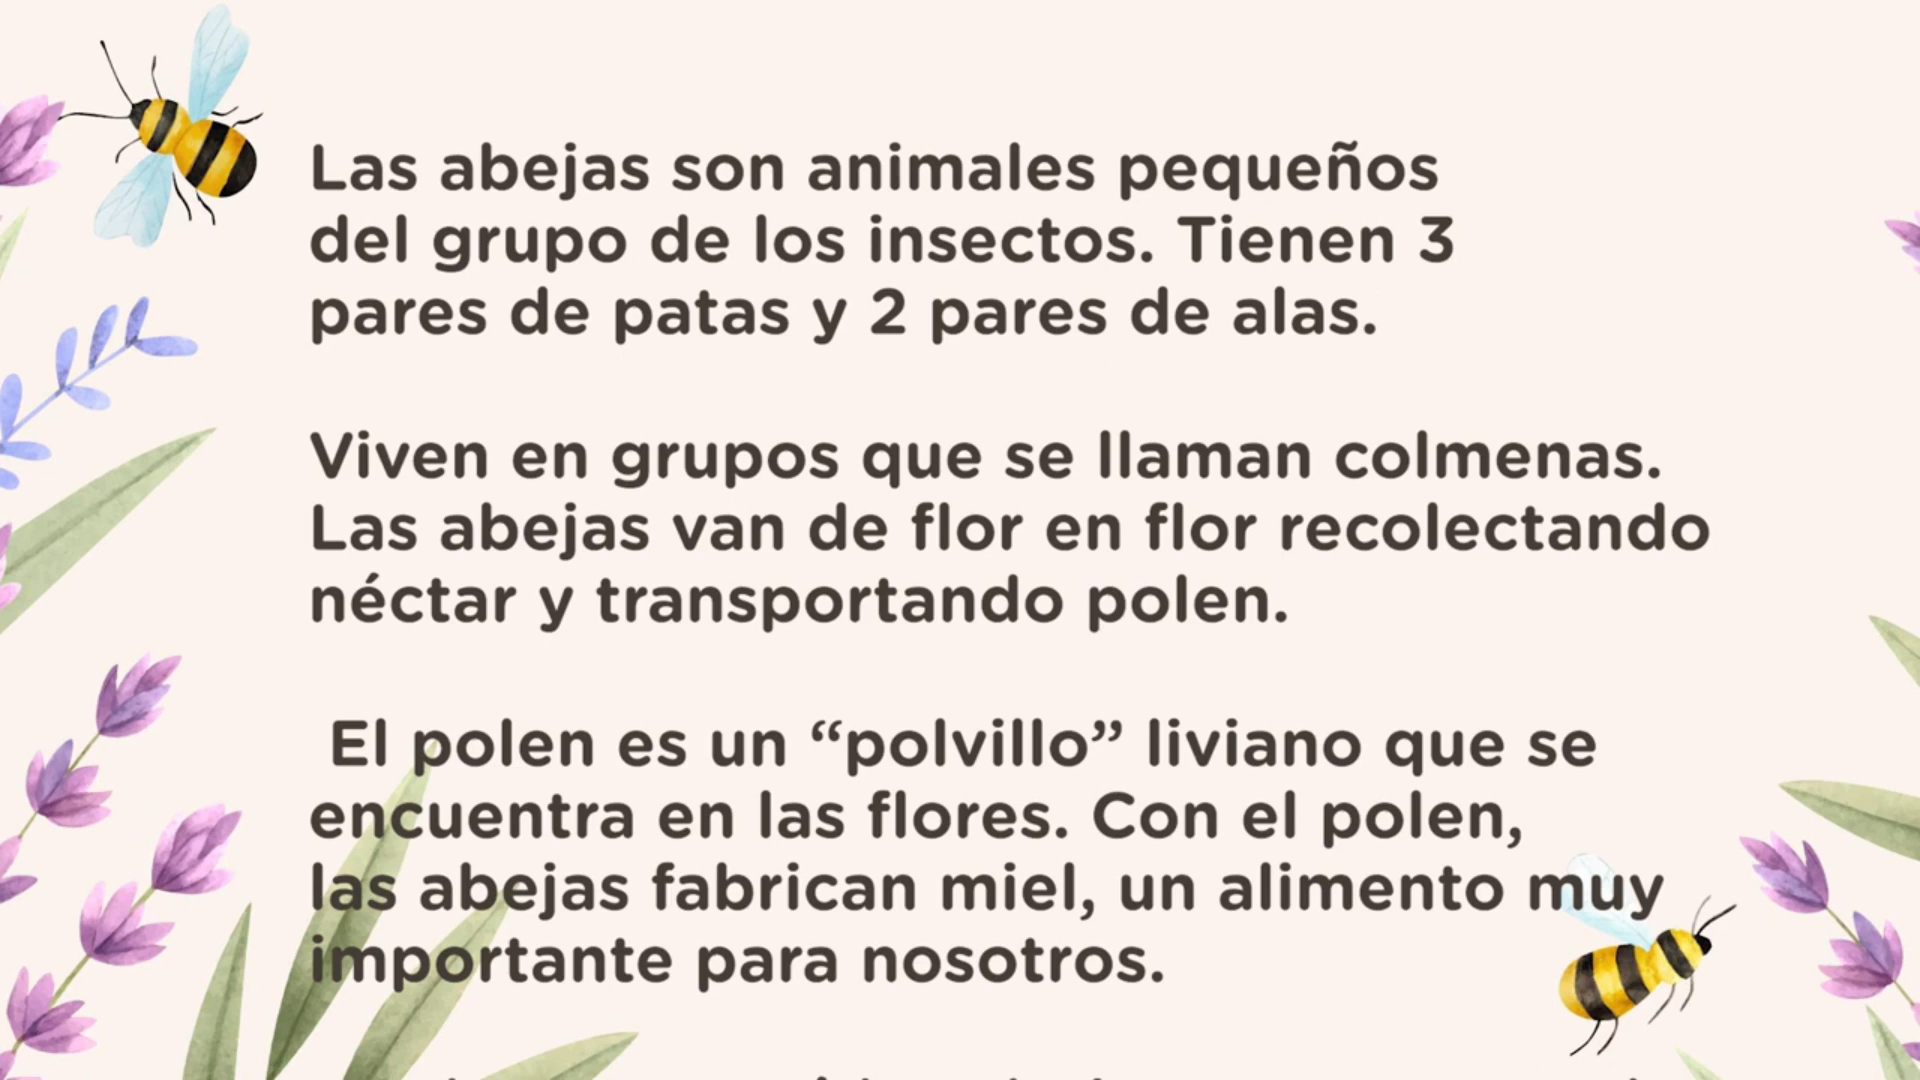 Las abejas son animales pequeños
del grupo de los insectos. Tienen 3
pares de patas y 2 pares de alas.
Viven en grupos que se llaman colmenas.
Las abejas van de flor en flor recolectando
néctar y transportando polen.
El polen es un “polvillo” liviano que se
encuentra en las flores. Con el polen,
las abejas fabrican miel, un alimento muy
importante para nosotros.